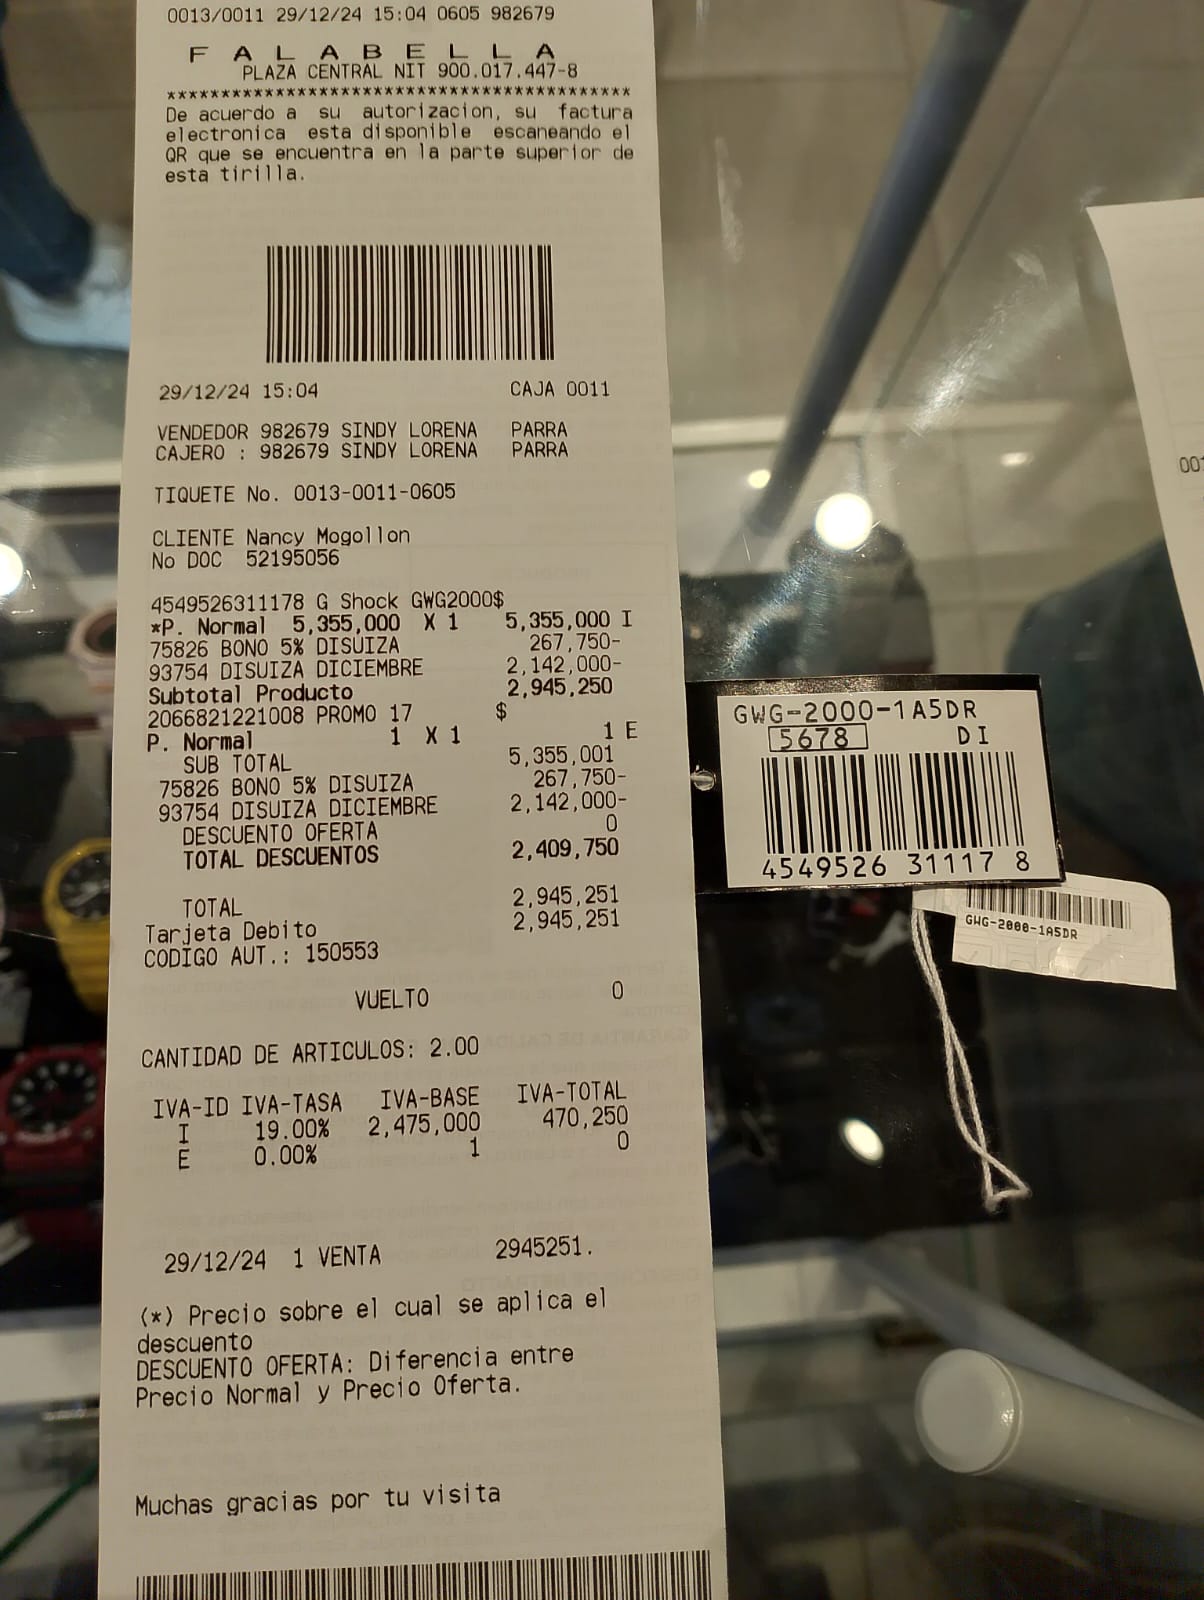 0013/0011 29/12/24 15:04 0605 982679
F A L A B E L L A
PLAZA CENTRAL NIT 900.017.447-8
*******************************************
De acuerdo a su autorizacion, su factura
electronica esta disponible escaneando el
QR que se encuentra en la parte superior de
esta tirilla.
29/12/24 15:04 CAJA 0011
VENDEDOR 982679 SINDY LORENA PARRA
CAJERO : 982679 SINDY LORENA PARRA
TIQUETE No. 0013-0011-0605
CLIENTE Nancy Mogollon
No DOC 52195056
4549526311178 G Shock GWG2000$
*P. Normal 5,355,000 X 1 5,355,000 I
75826 BONO 5% DISUIZA 267,750-
93754 DISUIZA DICIEMBRE 2,142,000-
Subtotal Producto 2,945,250
2066821221008 PROMO 17 $
P. Normal 1 X 1 1 E
SUB TOTAL 5,355,001
75826 BONO 5% DISUIZA 267,750-
93754 DISUIZA DICIEMBRE 2,142,000-
DESCUENTO OFERTA 0
TOTAL DESCUENTOS 2,409,750
TOTAL 2,945,251
Tarjeta Debito 2,945,251
CODIGO AUT.: 150553
VUELTO 0
CANTIDAD DE ARTICULOS: 2.00
IVA-ID IVA-TASA IVA-BASE IVA-TOTAL
I 19.00% 2,475,000 470,250
E 0.00% 1 0
29/12/24 1 VENTA 2945251.
(*) Precio sobre el cual se aplica el
descuento
DESCUENTO OFERTA: Diferencia entre
Precio Normal y Precio Oferta.
Muchas gracias por tu visita
GWG-2000-1A5DR
5678 DI
4549526 31117 8
GWG-2000-1A5DR